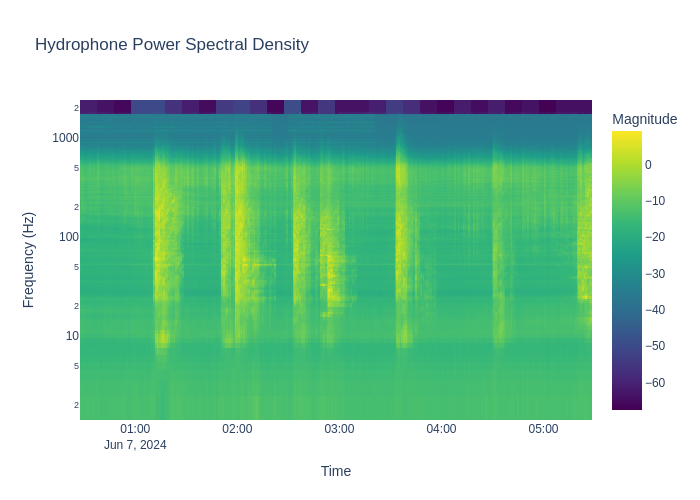 Hydrophone Power Spectral Density
Magnitude
2
1000
5
2
100
5
2
10
5
2
Frequency (Hz)
0
−10
−20
−30
−40
−50
−60
01:00 02:00 03:00 04:00 05:00
Jun 7, 2024
Time